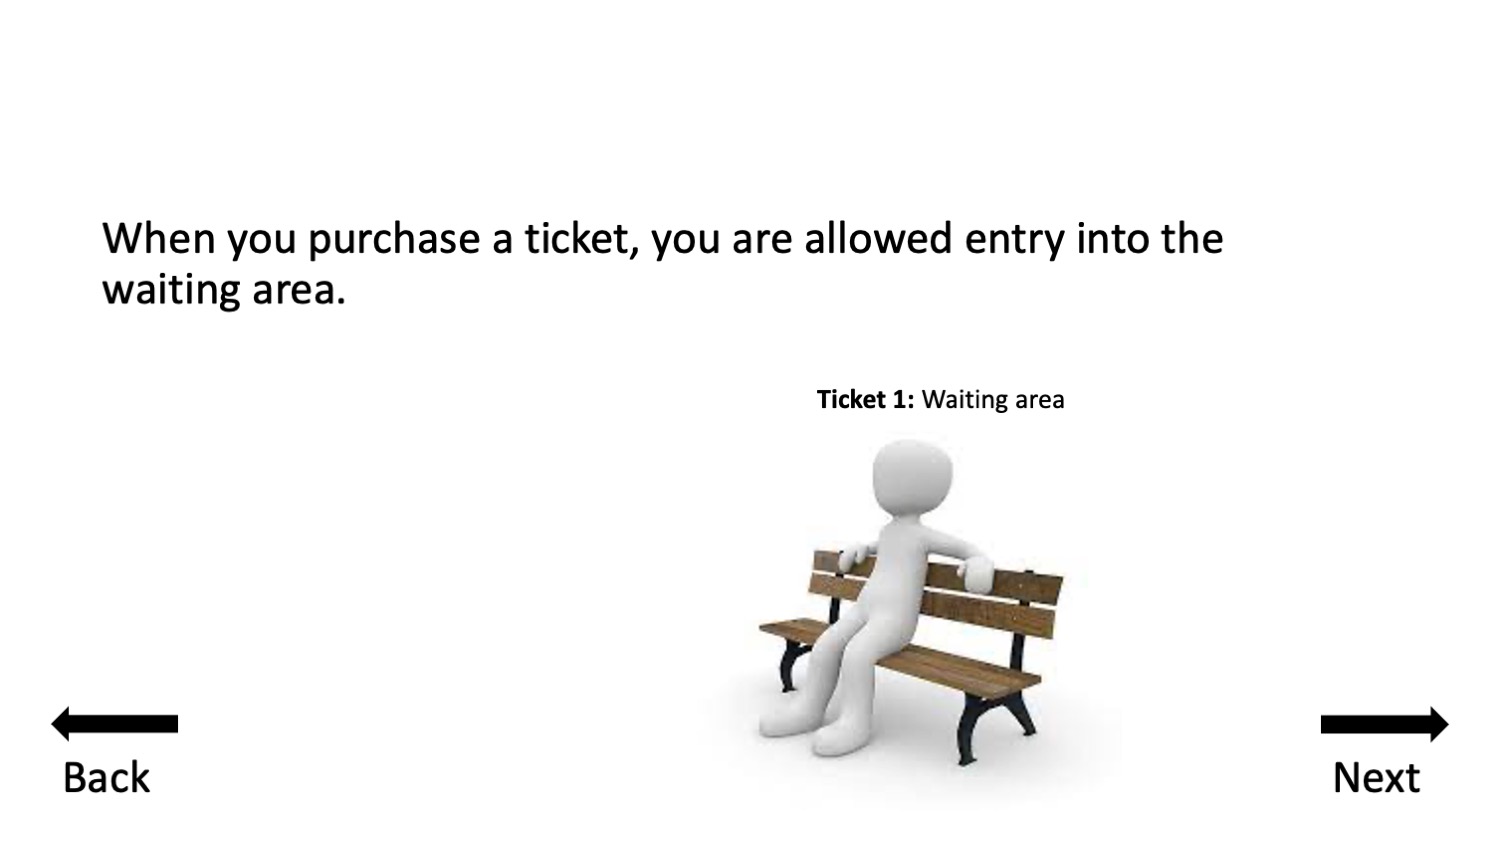 When you purchase a ticket, you are allowed entry into the
waiting area.
Ticket 1: Waiting area
Back
Next